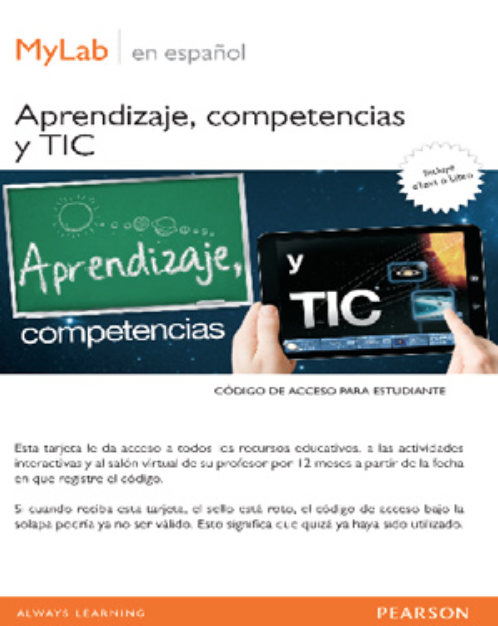 MyLab en español
Aprendizaje, competencias
y TIC
Incluye
eText o Libro
Aprendizaje,
competencias
y
TIC
CÓDIGO DE ACCESO PARA ESTUDIANTE
Esta tarjeta le da acceso a todos los recursos educativos, a las actividades
interactivas y al salón virtual de su profesor por 12 meses a partir de la fecha
en que registre el código.
Si cuando reciba esta tarjeta, el sello está roto, el código de acceso bajo la
solapa podría ya no ser válido. Esto significa que quizá ya haya sido utilizado.
ALWAYS LEARNING
PEARSON